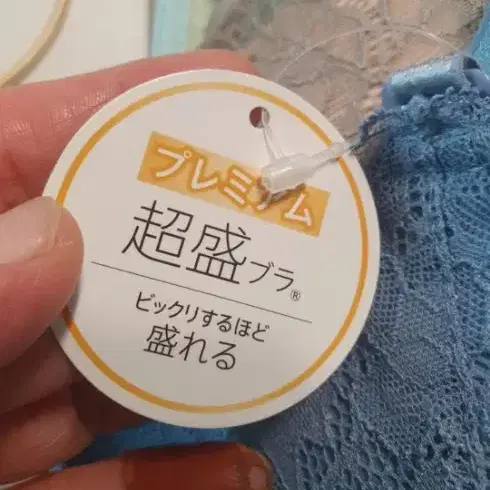 プレミアム
超盛ブラ®
ビックリするほど
盛れる